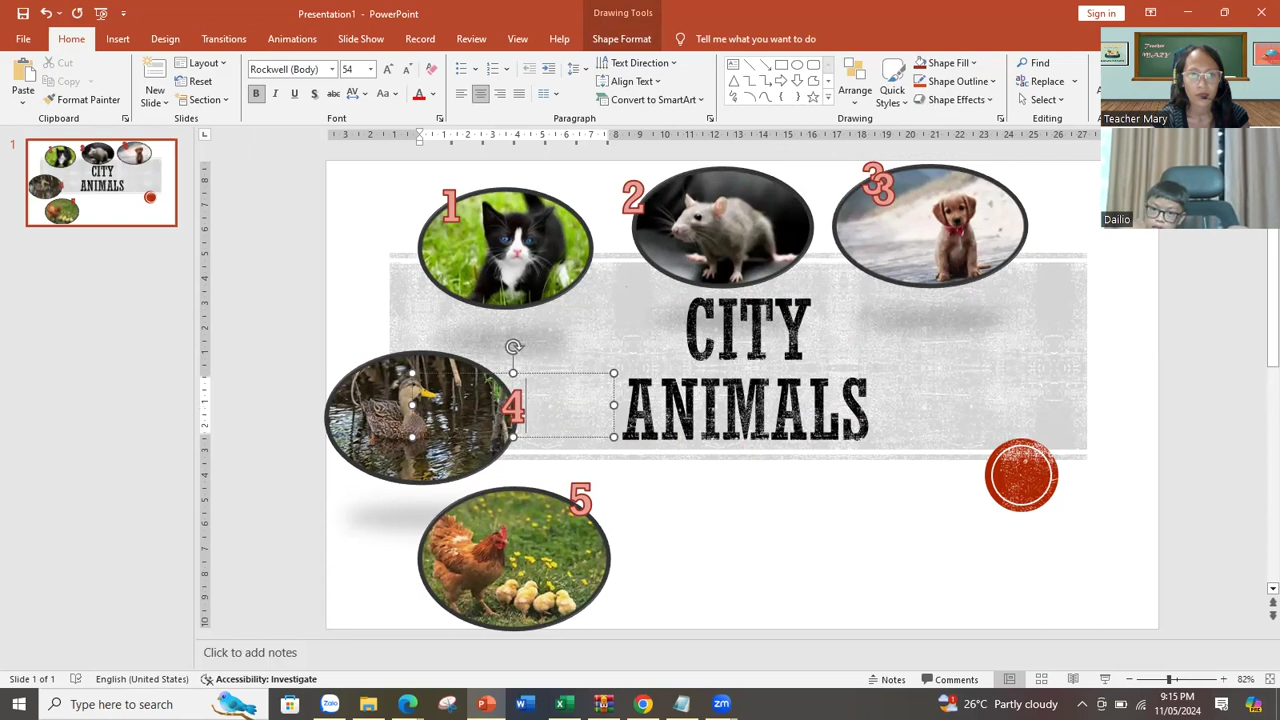 Presentation1 - PowerPoint
Drawing Tools
Sign in
File Home Insert Design Transitions Animations Slide Show Record Review View Help Shape Format Tell me what you want to do
Paste
Cut
Copy
Format Painter
Clipboard
New Slide
Layout
Reset
Section
Slides
Rockwell (Body) 54
Font
Paragraph
Text Direction
Align Text
Convert to SmartArt
Arrange
Quick Styles
Shape Fill
Shape Outline
Shape Effects
Drawing
Find
Replace
Select
Editing
Teacher Mary
Dailio
1
CITY
ANIMALS
1
2
3
3
CITY
4
ANIMALS
5
Click to add notes
Slide 1 of 1 English (United States) Accessibility: Investigate Notes Comments 82%
Type here to search
26°C Partly cloudy
9:15 PM
11/05/2024